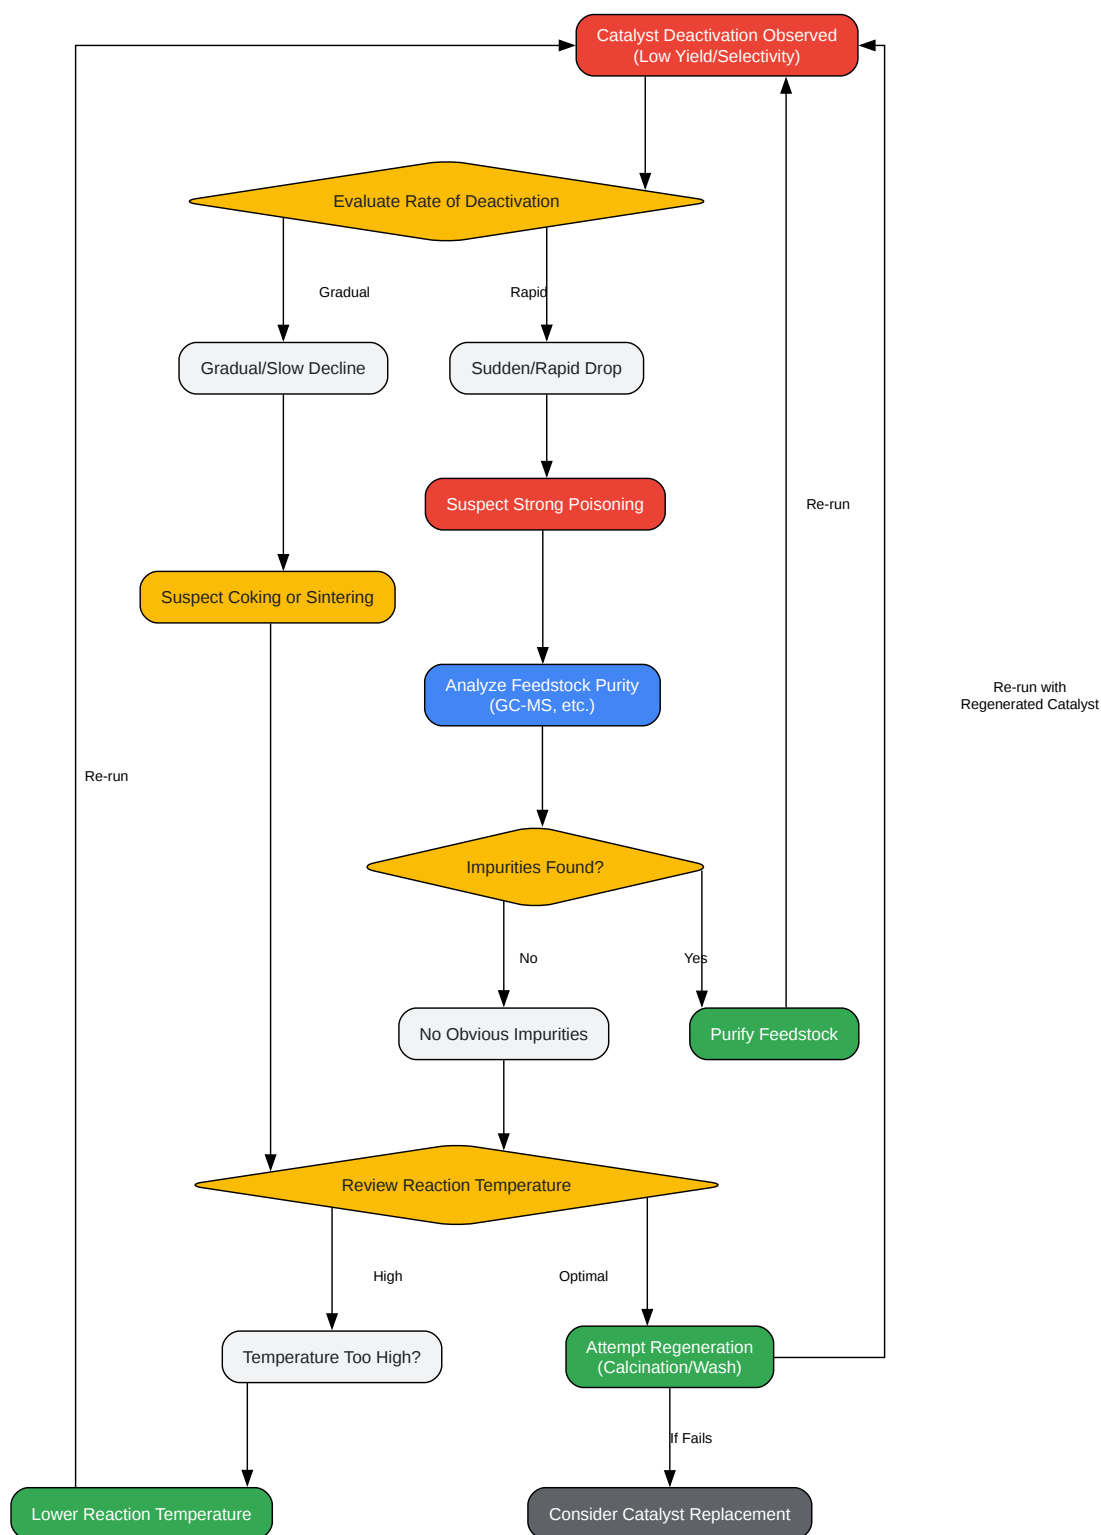 Catalyst Deactivation Observed
(Low Yield/Selectivity)
Evaluate Rate of Deactivation
Gradual
Rapid
Gradual/Slow Decline
Sudden/Rapid Drop
Suspect Strong Poisoning
Re-run
Suspect Coking or Sintering
Analyze Feedstock Purity
(GC-MS, etc.)
Re-run with
Regenerated Catalyst
Re-run
Impurities Found?
No
Yes
No Obvious Impurities
Purify Feedstock
Review Reaction Temperature
High
Optimal
Temperature Too High?
Attempt Regeneration
(Calcination/Wash)
If Fails
Lower Reaction Temperature
Consider Catalyst Replacement